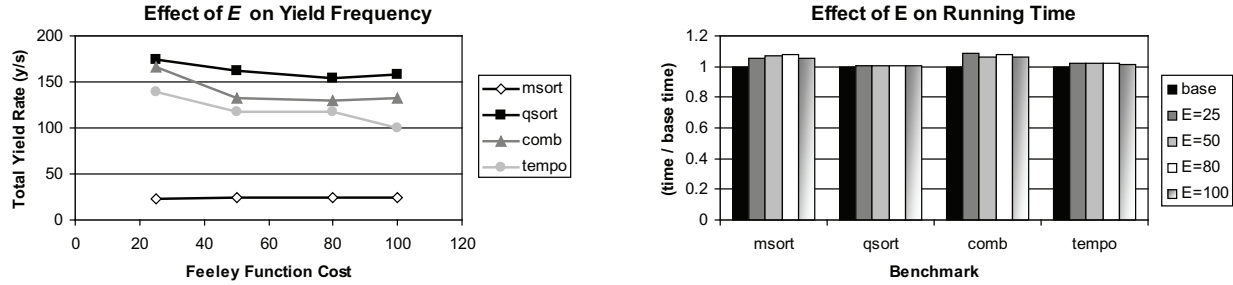 Effect of E on Yield Frequency
Total Yield Rate (y/s)
200
150
100
50
0
0 20 40 60 80 100 120
Feeley Function Cost
msort
qsort
comb
tempo
Effect of E on Running Time
(time / base time)
1.2
1
0.8
0.6
0.4
0.2
0
msort qsort comb tempo
Benchmark
base
E=25
E=50
E=80
E=100